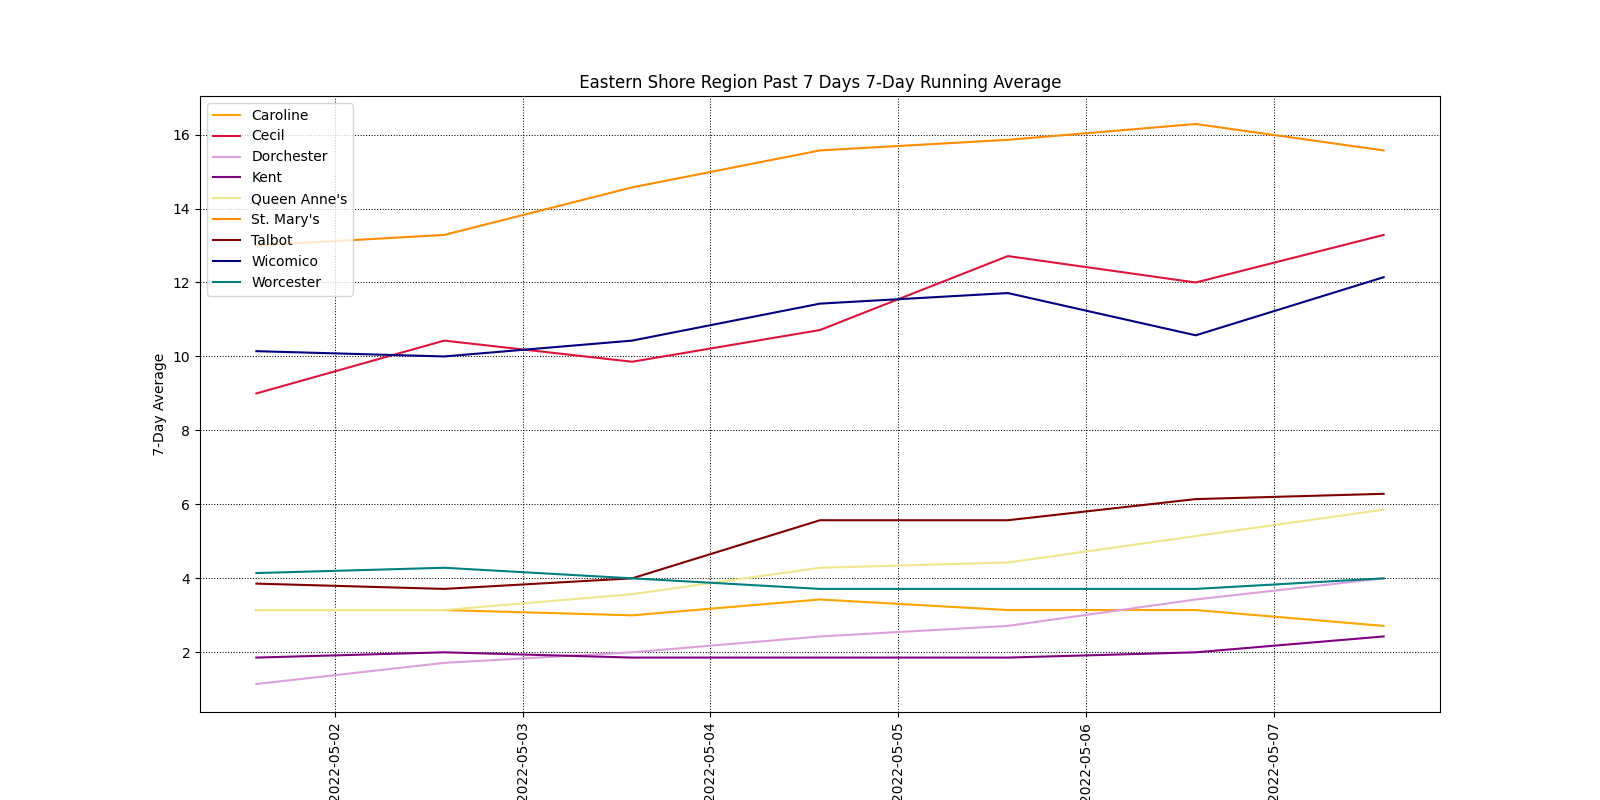 Eastern Shore Region Past 7 Days 7-Day Running Average
Caroline
Cecil
Dorchester
Kent
Queen Anne's
St. Mary's
Talbot
Wicomico
Worcester
7-Day Average
16
14
12
10
8
6
4
2
2022-05-02
2022-05-03
2022-05-04
2022-05-05
2022-05-06
2022-05-07